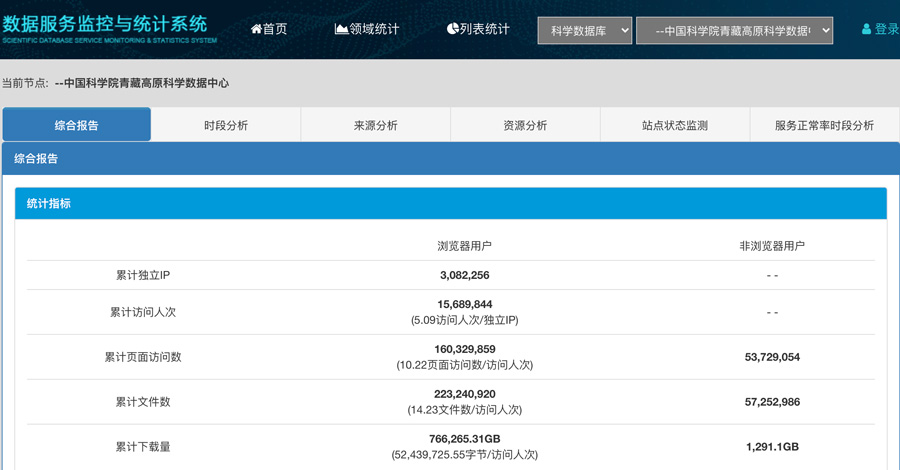 数据服务监控与统计系统
SCIENTIFIC DATABASE SERVICE MONITORING & STATISTICS SYSTEM
首页 领域统计 列表统计 科学数据库 --中国科学院青藏高原科学数据 登录
当前节点: --中国科学院青藏高原科学数据中心
综合报告 时段分析 来源分析 资源分析 站点状态监测 服务正常率时段分析
综合报告
统计指标
浏览器用户 非浏览器用户
累计独立IP 3,082,256 - -
累计访问人次 15,689,844 - -
(5.09访问人次/独立IP)
累计页面访问数 160,329,859 53,729,054
(10.22页面访问数/访问人次)
累计文件数 223,240,920 57,252,986
(14.23文件数/访问人次)
累计下载量 766,265.31GB 1,291.1GB
(52,439,725.55字节/访问人次)